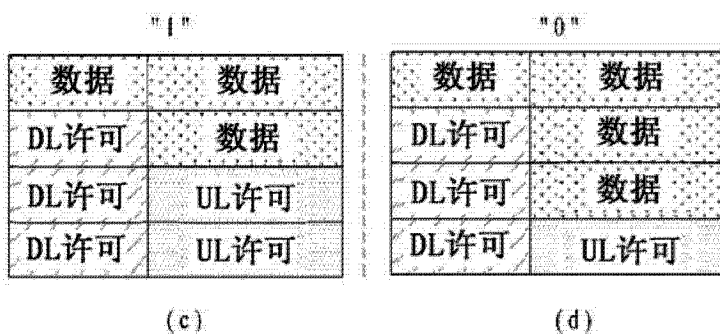 "1" "0"
数据 数据 数据 数据
DL许可 数据 DL许可 数据
DL许可 UL许可 DL许可 数据
DL许可 UL许可 DL许可 UL许可
(c) (d)